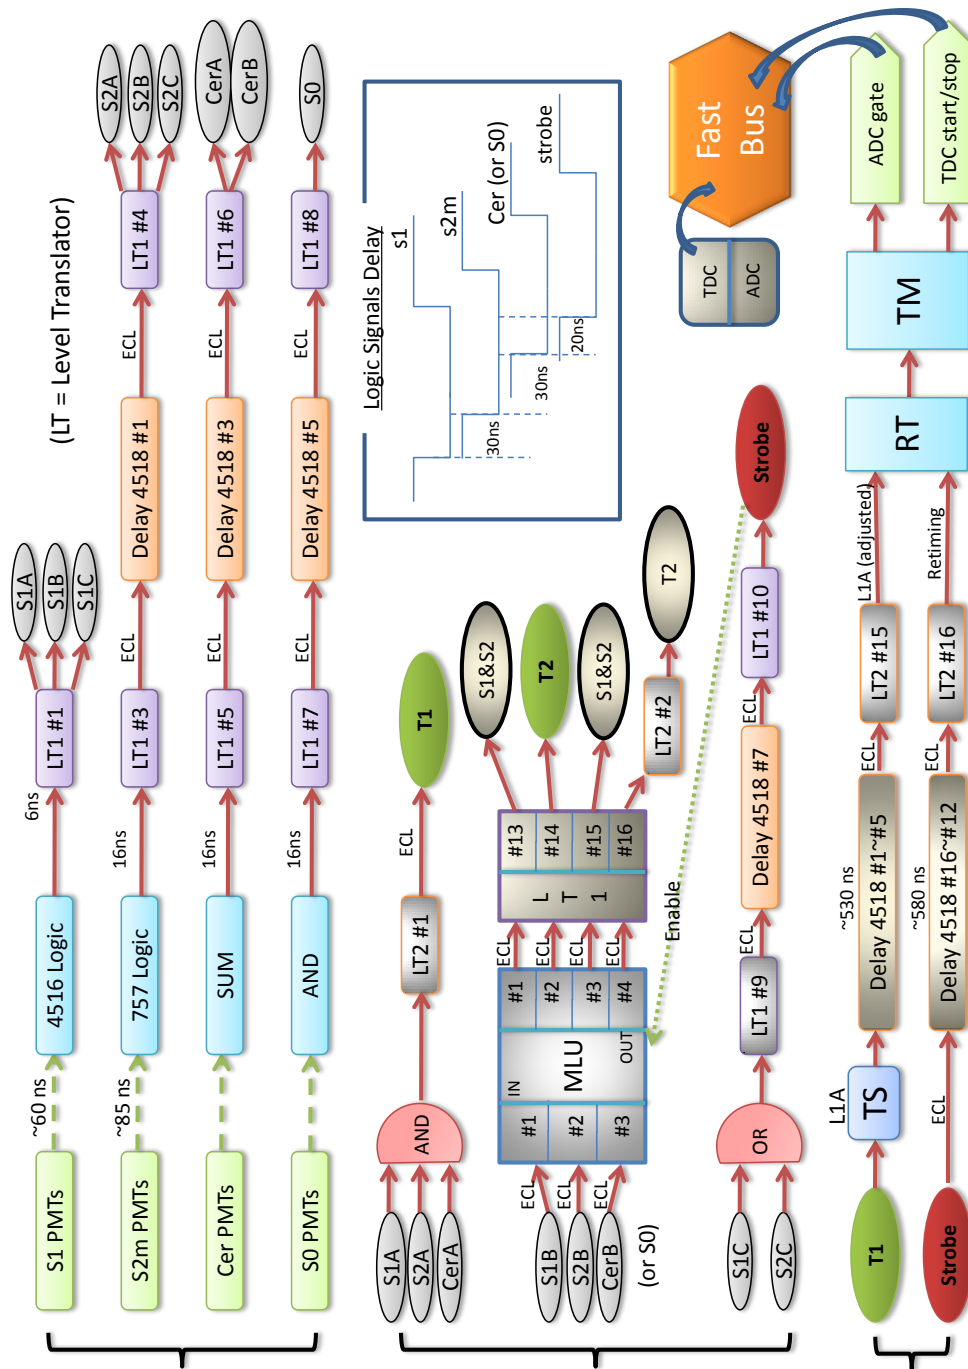 (LT = Level Translator)
S1 PMTs
~60 ns
4516 Logic
6ns
LT1 #1
S1A
S1B
S1C
S2m PMTs
~85 ns
757 Logic
16ns
LT1 #3
ECL
Delay 4518 #1
ECL
LT1 #4
S2A
S2B
S2C
Cer PMTs
SUM
16ns
LT1 #5
ECL
Delay 4518 #3
ECL
LT1 #6
CerA
CerB
S0 PMTs
AND
16ns
LT1 #7
ECL
Delay 4518 #5
ECL
LT1 #8
S0
S1A
S2A
CerA
AND
LT2 #1
ECL
T1
S1B
S2B
CerB
(or S0)
ECL
ECL
ECL
#1
#2
#3
IN
MLU
OUT
#1
#2
#3
#4
ECL
ECL
ECL
ECL
L
T
1
#13
#14
#15
#16
S1&S2
T2
S1&S2
LT2 #2
T2
Enable
S1C
S2C
OR
LT1 #9
ECL
Delay 4518 #7
ECL
LT1 #10
Strobe
Logic Signals Delay
s1
s2m
Cer (or S0)
strobe
30ns
30ns
20ns
T1
L1A
TS
~530 ns
Delay 4518 #1~#5
ECL
LT2 #15
L1A (adjusted)
Strobe
ECL
~580 ns
Delay 4518 #16~#12
ECL
LT2 #16
Retiming
RT
TM
ADC gate
TDC start/stop
TDC
ADC
Fast
Bus